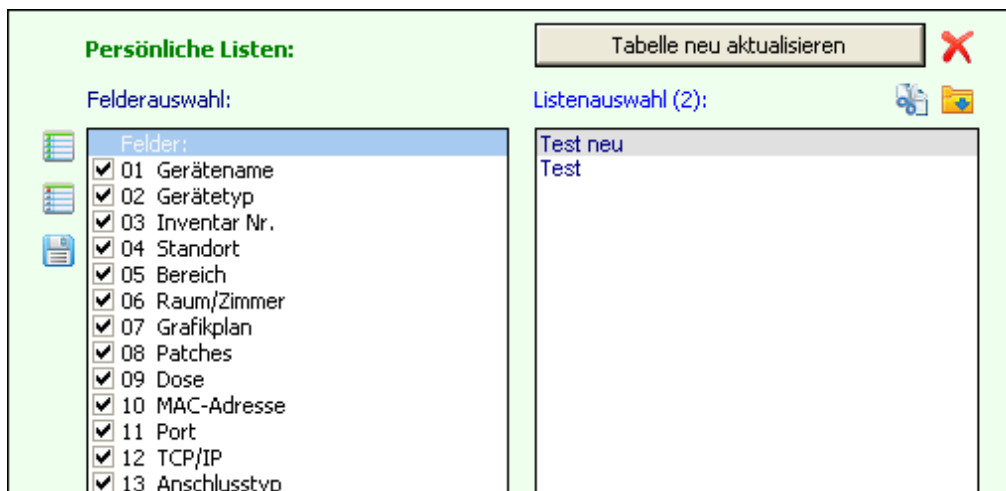 Persönliche Listen:
Tabelle neu aktualisieren
Felderauswahl:
Listenauswahl (2):
Felder:
01 Gerätename
02 Gerätetyp
03 Inventar Nr.
04 Standort
05 Bereich
06 Raum/Zimmer
07 Grafikplan
08 Patches
09 Dose
10 MAC-Adresse
11 Port
12 TCP/IP
13 Anschlusstyp
Test neu
Test